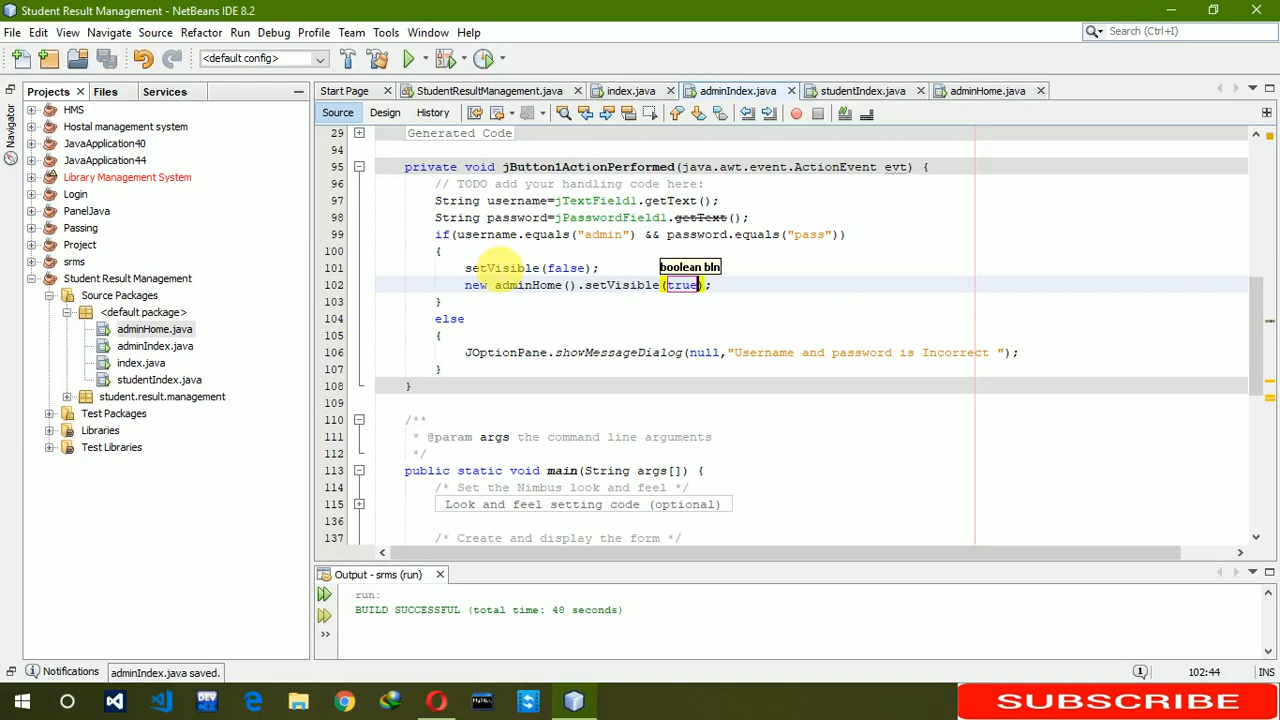 Student Result Management - NetBeans IDE 8.2
File Edit View Navigate Source Refactor Run Debug Profile Team Tools Window Help
Search (Ctrl+I)
<default config>
Projects Files Services
Start Page StudentResultManagement.java index.java adminIndex.java studentIndex.java adminHome.java
Source Design History
Navigator
HMS
Hostal management system
JavaApplication40
JavaApplication44
Library Management System
Login
PanelJava
Passing
Project
srms
Student Result Management
Source Packages
<default package>
adminHome.java
adminIndex.java
index.java
studentIndex.java
student.result.management
Test Packages
Libraries
Test Libraries
29 Generated Code
94
95 private void jButton1ActionPerformed(java.awt.event.ActionEvent evt) {
96 // TODO add your handling code here:
97 String username=jTextField1.getText();
98 String password=jPasswordField1.getText();
99 if(username.equals("admin") && password.equals("pass"))
100 {
101 setVisible(false);
boolean bln
102 new adminHome().setVisible(true);
103 }
104 else
105 {
106 JOptionPane.showMessageDialog(null,"Username and password is Incorrect ");
107 }
108 }
109
110 /**
111 * @param args the command line arguments
112 */
113 public static void main(String args[]) {
114 /* Set the Nimbus look and feel */
115 Look and feel setting code (optional)
136
137 /* Create and display the form */
Output - srms (run)
run:
BUILD SUCCESSFUL (total time: 48 seconds)
Notifications adminIndex.java saved.
1 102:44 INS
DEV
MySQL
SUBSCRIBE